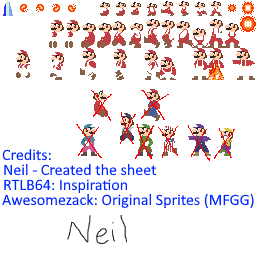 Credits:
Neil - Created the sheet
RTLB64: Inspiration
Awesomezack: Original Sprites (MFGG)
Neil